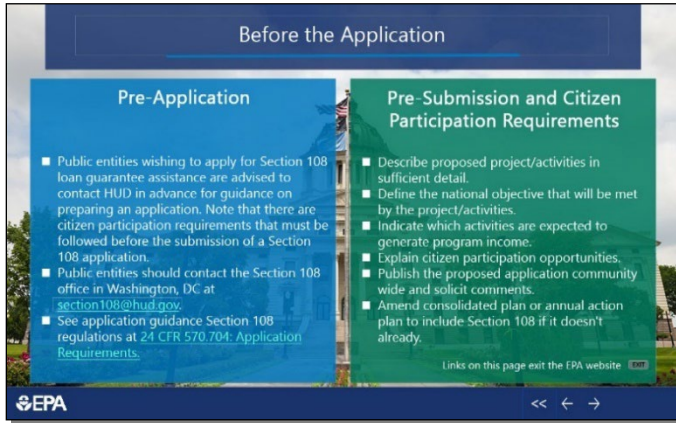 Before the Application
Pre-Application
■ Public entities wishing to apply for Section 108
loan guarantee assistance are advised to
contact HUD in advance for guidance on
preparing an application. Note that there are
citizen participation requirements that must be
followed before the submission of a Section
108 application.
■ Public entities should contact the Section 108
office in Washington, DC at
section108@hud.gov.
■ See application guidance Section 108
regulations at 24 CFR 570.704: Application
Requirements.
Pre-Submission and Citizen
Participation Requirements
■ Describe proposed project/activities in
sufficient detail.
■ Define the national objective that will be met
by the project/activities.
■ Indicate which activities are expected to
generate program income.
■ Explain citizen participation opportunities.
■ Publish the proposed application community
wide and solicit comments.
■ Amend consolidated plan or annual action
plan to include Section 108 if it doesn't
already.
Links on this page exit the EPA website EXIT
EPA
<< ← →